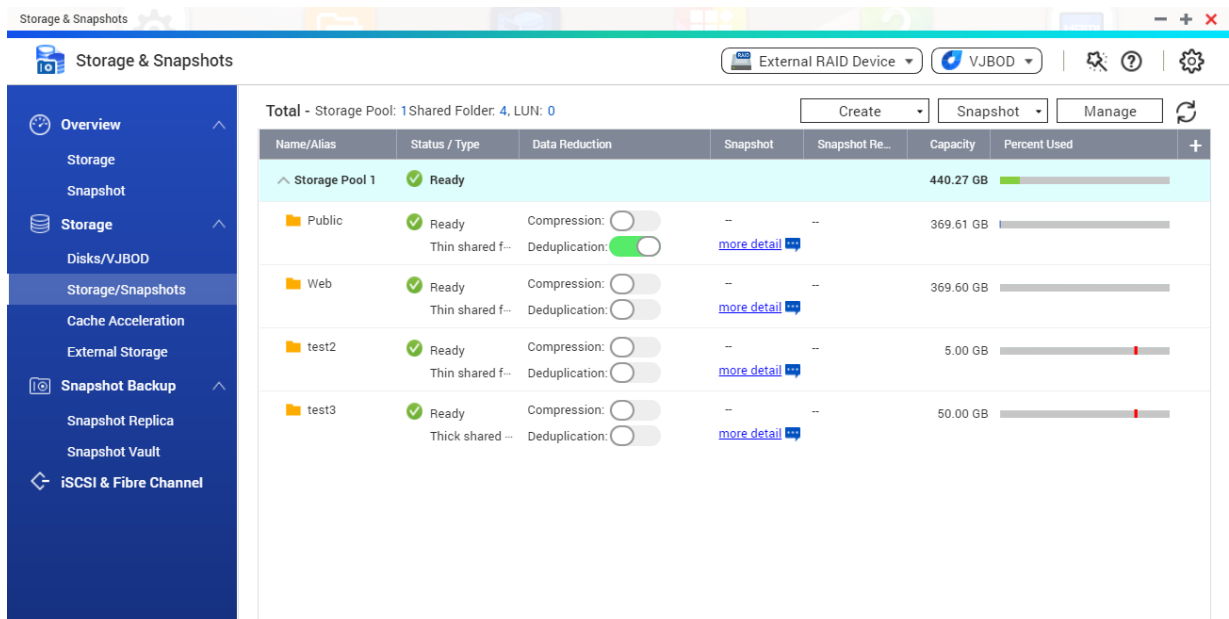 Storage & Snapshots
Storage & Snapshots
External RAID Device
VJBOD
Overview
Storage
Snapshot
Storage
Disks/VJBOD
Storage/Snapshots
Cache Acceleration
External Storage
Snapshot Backup
Snapshot Replica
Snapshot Vault
iSCSI & Fibre Channel
Total - Storage Pool: 1 Shared Folder: 4, LUN: 0
Create
Snapshot
Manage
Name/Alias Status / Type Data Reduction Snapshot Snapshot Re... Capacity Percent Used +
Storage Pool 1 Ready 440.27 GB
Public Ready Compression: -- -- 369.61 GB
Thin shared f... Deduplication: more detail
Web Ready Compression: -- -- 369.60 GB
Thin shared f... Deduplication: more detail
test2 Ready Compression: -- -- 5.00 GB
Thin shared f... Deduplication: more detail
test3 Ready Compression: -- -- 50.00 GB
Thick shared ... Deduplication: more detail